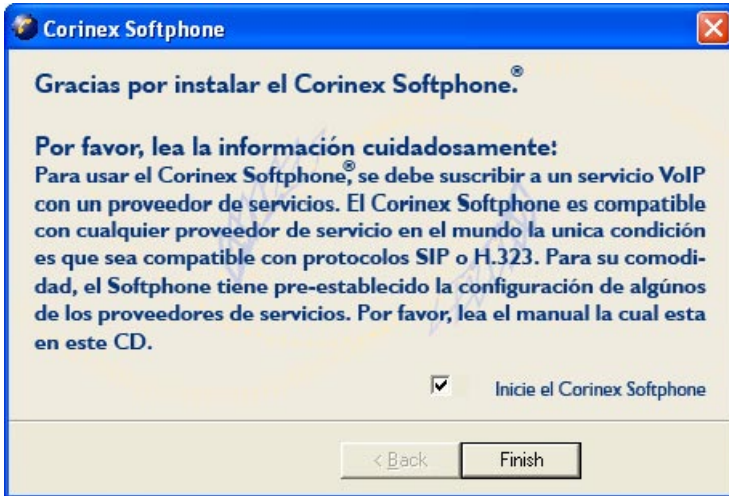 Corinex Softphone
Gracias por instalar el Corinex Softphone.®
Por favor, lea la información cuidadosamente:
Para usar el Corinex Softphone,® se debe suscribir a un servicio VoIP
con un proveedor de servicios. El Corinex Softphone es compatible
con cualquier proveedor de servicio en el mundo la unica condición
es que sea compatible con protocolos SIP o H.323. Para su comodi-
dad, el Softphone tiene pre-establecido la configuración de algúnos
de los proveedores de servicios. Por favor, lea el manual la cual esta
en este CD.
Inicie el Corinex Softphone
< Back Finish